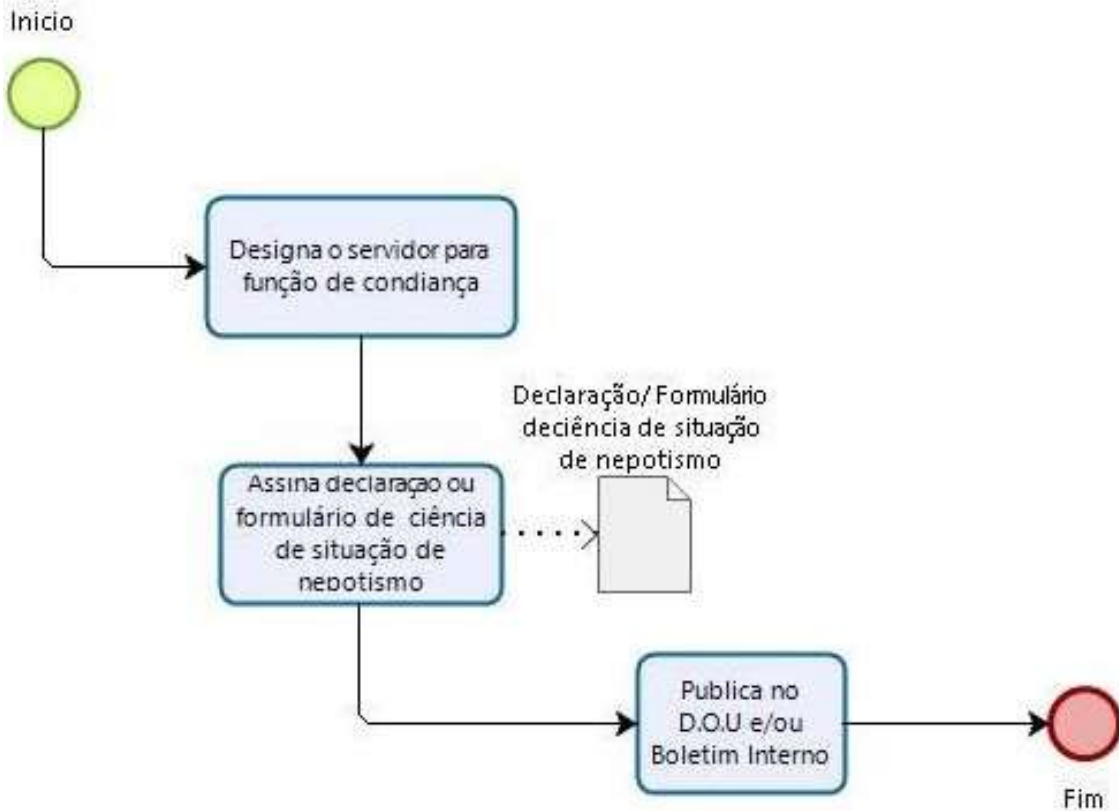 Inicio
Designa o servidor para
função de condiança
Declaração/ Formulário
deciência de situação
de nepotismo
Assina declaração ou
formulário de ciência
de situação de
nepotismo
Publica no
D.O.U e/ou
Boletim Interno
Fim